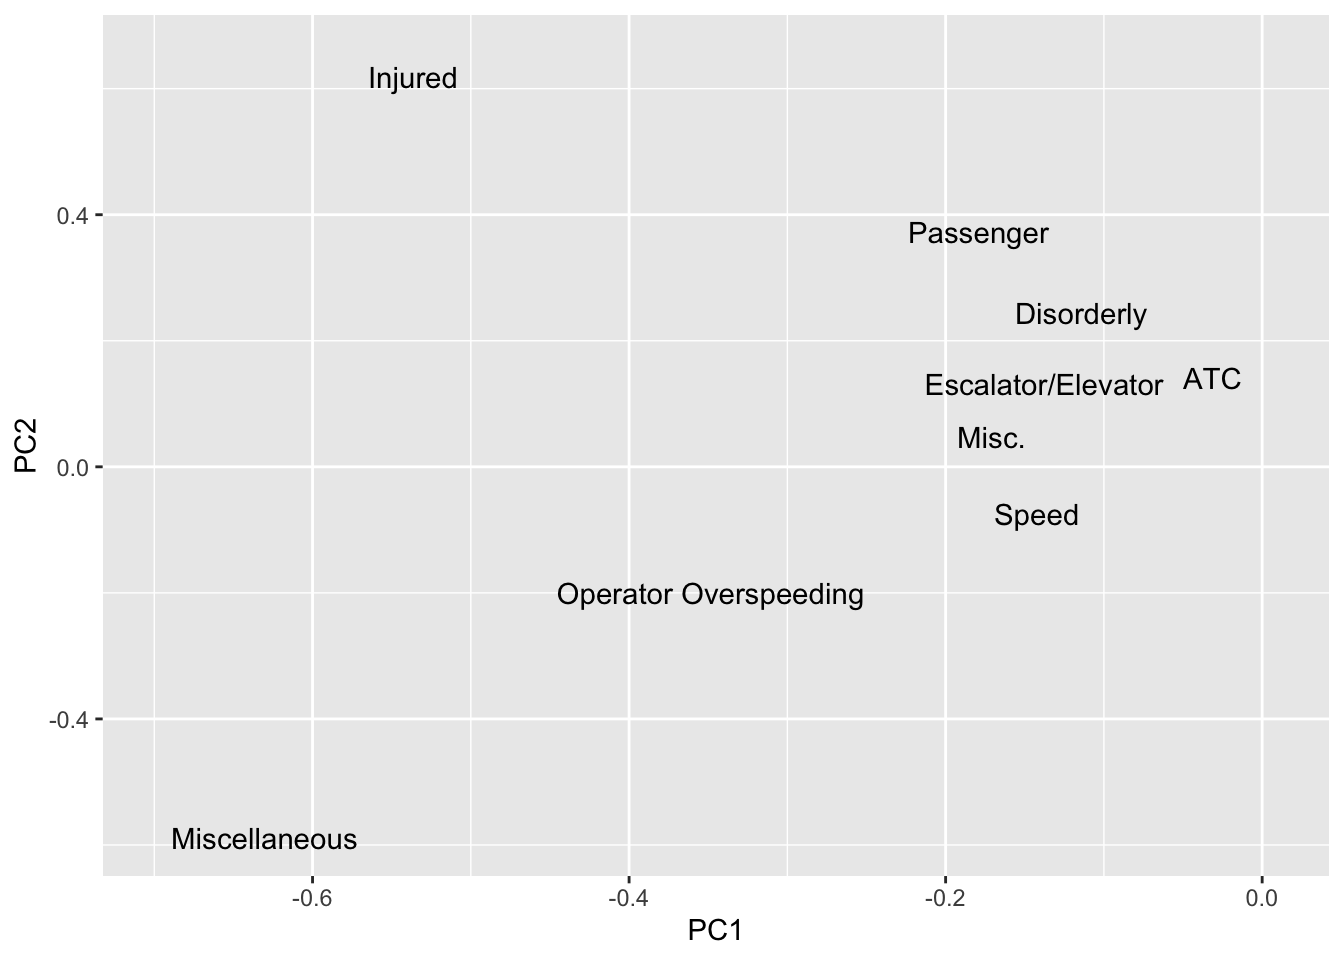 Injured
0.4
Passenger
Disorderly
Escalator/Elevator
ATC
Misc.
PC2
0.0
Speed
Operator Overspeeding
-0.4
Miscellaneous
-0.6
-0.4
-0.2
0.0
PC1